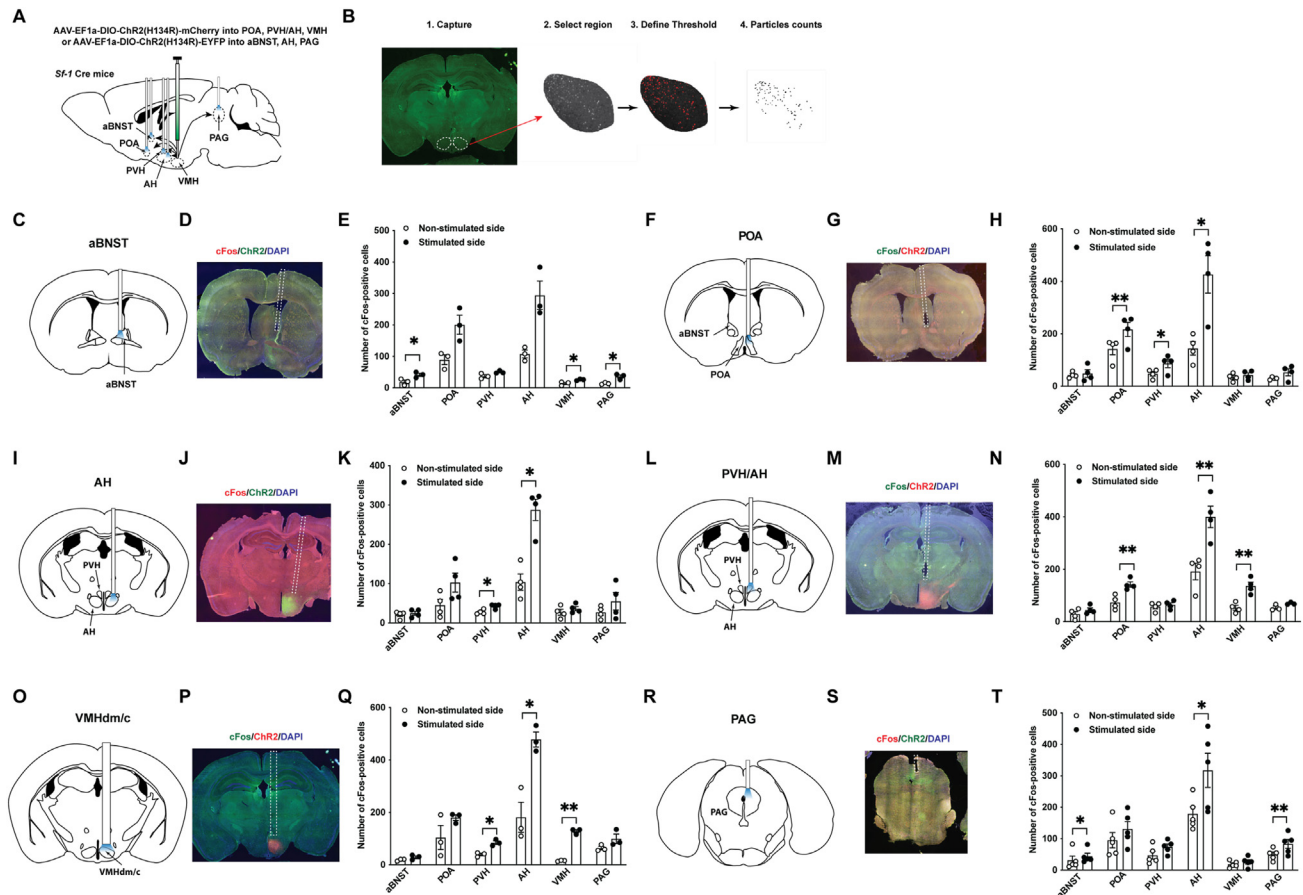 A
AAV-EF1a-DIO-ChR2(H134R)-mCherry into POA, PVH/AH, VMH
or AAV-EF1a-DIO-ChR2(H134R)-EYFP into aBNST, AH, PAG
Sf-1 Cre mice
aBNST
POA
PVH
AH
VMH
PAG
B
1. Capture
2. Select region
3. Define Threshold
4. Particles counts
C
aBNST
aBNST
D
cFos/ChR2/DAPI
E
Number of cFos-positive cells
500
400
300
200
100
0
Non-stimulated side
Stimulated side
*
*
*
aBNST
POA
PVH
AH
VMH
PAG
F
POA
aBNST
POA
G
cFos/ChR2/DAPI
H
Number of cFos-positive cells
600
400
200
0
Non-stimulated side
Stimulated side
**
*
*
aBNST
POA
PVH
AH
VMH
PAG
I
AH
PVH
AH
J
cFos/ChR2/DAPI
K
Number of cFos-positive cells
400
300
200
100
0
Non-stimulated side
Stimulated side
*
*
aBNST
POA
PVH
AH
VMH
PAG
L
PVH/AH
PVH
AH
M
cFos/ChR2/DAPI
N
Number of cFos-positive cells
600
400
200
0
Non-stimulated side
Stimulated side
**
**
**
aBNST
POA
PVH
AH
VMH
PAG
O
VMHdm/c
VMHdm/c
P
cFos/ChR2/DAPI
Q
Number of cFos-positive cells
600
400
200
0
Non-stimulated side
Stimulated side
*
*
**
aBNST
POA
PVH
AH
VMH
PAG
R
PAG
PAG
S
cFos/ChR2/DAPI
T
Number of cFos-positive cells
500
400
300
200
100
0
Non-stimulated side
Stimulated side
*
*
**
aBNST
POA
PVH
AH
VMH
PAG